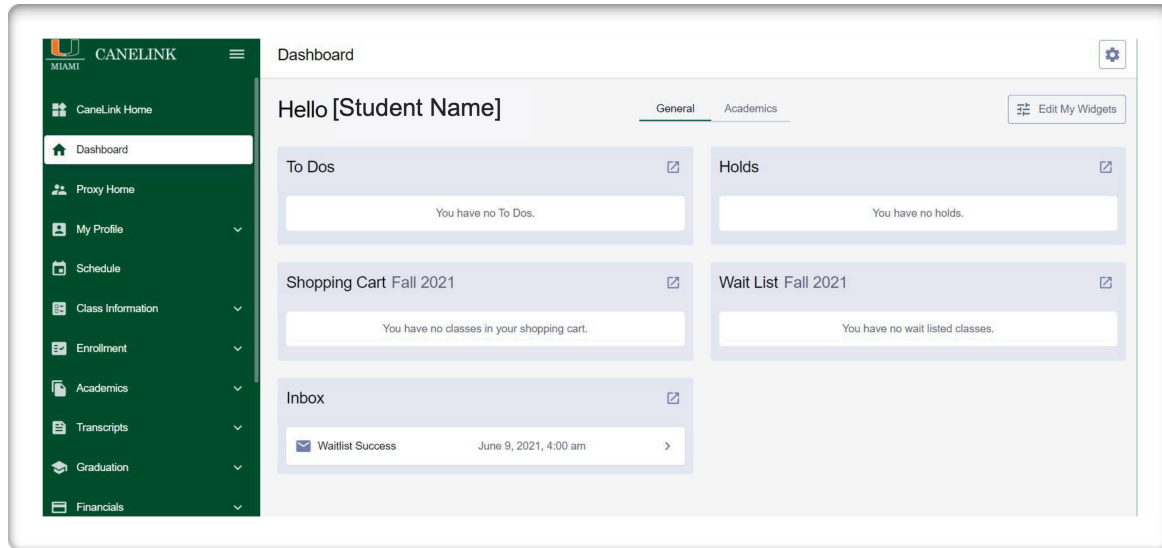 U
MIAMI
CANELINK
CaneLink Home
Dashboard
Proxy Home
My Profile
Schedule
Class Information
Enrollment
Academics
Transcripts
Graduation
Financials
Dashboard
Hello [Student Name]
General Academics
Edit My Widgets
To Dos
You have no To Dos.
Holds
You have no holds.
Shopping Cart Fall 2021
You have no classes in your shopping cart.
Wait List Fall 2021
You have no wait listed classes.
Inbox
Waitlist Success June 9, 2021, 4:00 am